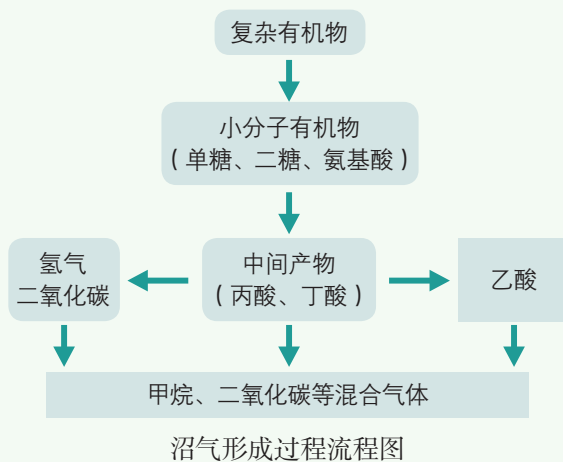 复杂有机物
小分子有机物
（单糖、二糖、氨基酸）
氢气
二氧化碳
中间产物
（丙酸、丁酸）
乙酸
甲烷、二氧化碳等混合气体
沼气形成过程流程图